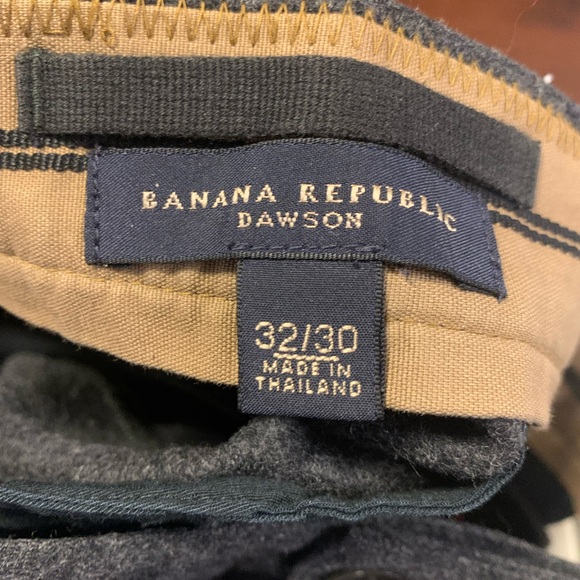 BANANA REPUBLIC
DAWSON
32/30
MADE IN
THAILAND